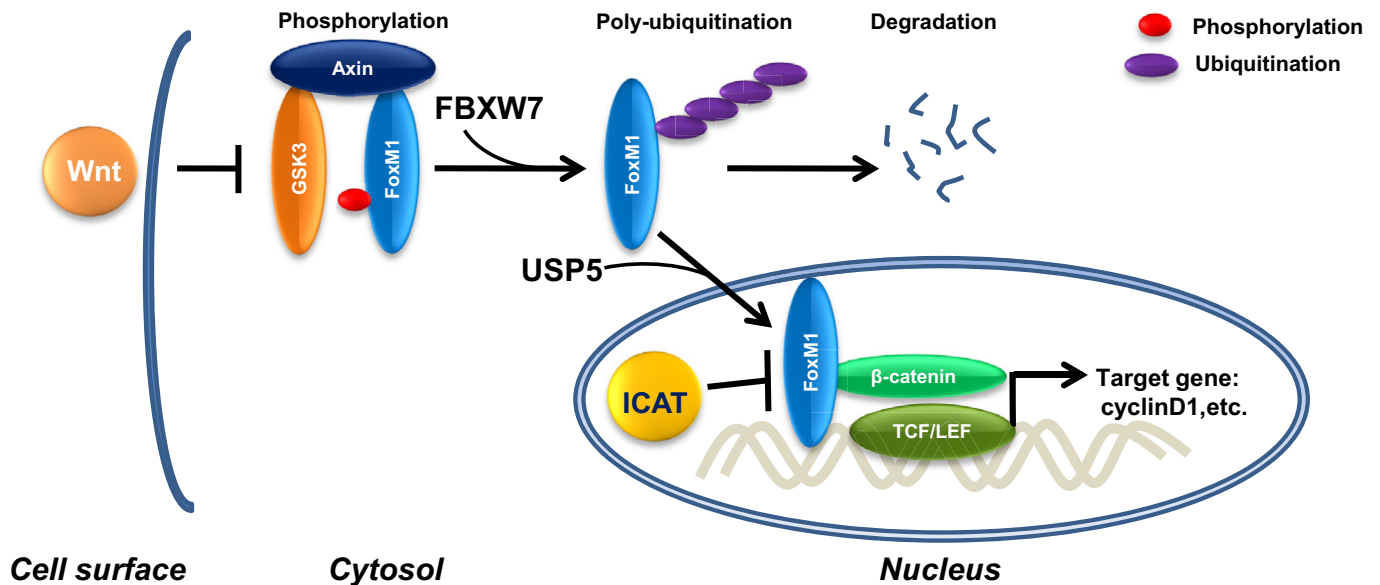 Phosphorylation
Poly-ubiquitination
Degradation
Phosphorylation
Ubiquitination
Axin
FBXW7
Wnt
GSK3
FoxM1
FoxM1
USP5
FoxM1
ICAT
β-catenin
TCF/LEF
Target gene:
cyclinD1,etc.
Cell surface
Cytosol
Nucleus